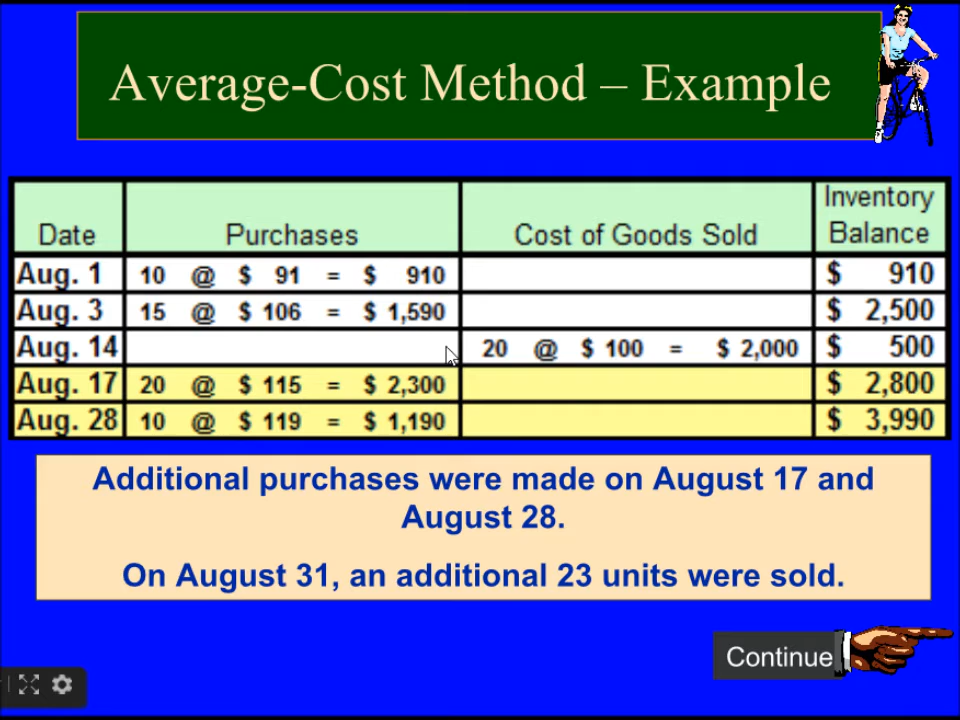 Average-Cost Method – Example
Date Purchases Cost of Goods Sold Inventory Balance
Aug. 1 10 @ $ 91 = $ 910 $ 910
Aug. 3 15 @ $ 106 = $ 1,590 $ 2,500
Aug. 14 20 @ $ 100 = $ 2,000 $ 500
Aug. 17 20 @ $ 115 = $ 2,300 $ 2,800
Aug. 28 10 @ $ 119 = $ 1,190 $ 3,990
Additional purchases were made on August 17 and
August 28.
On August 31, an additional 23 units were sold.
Continue